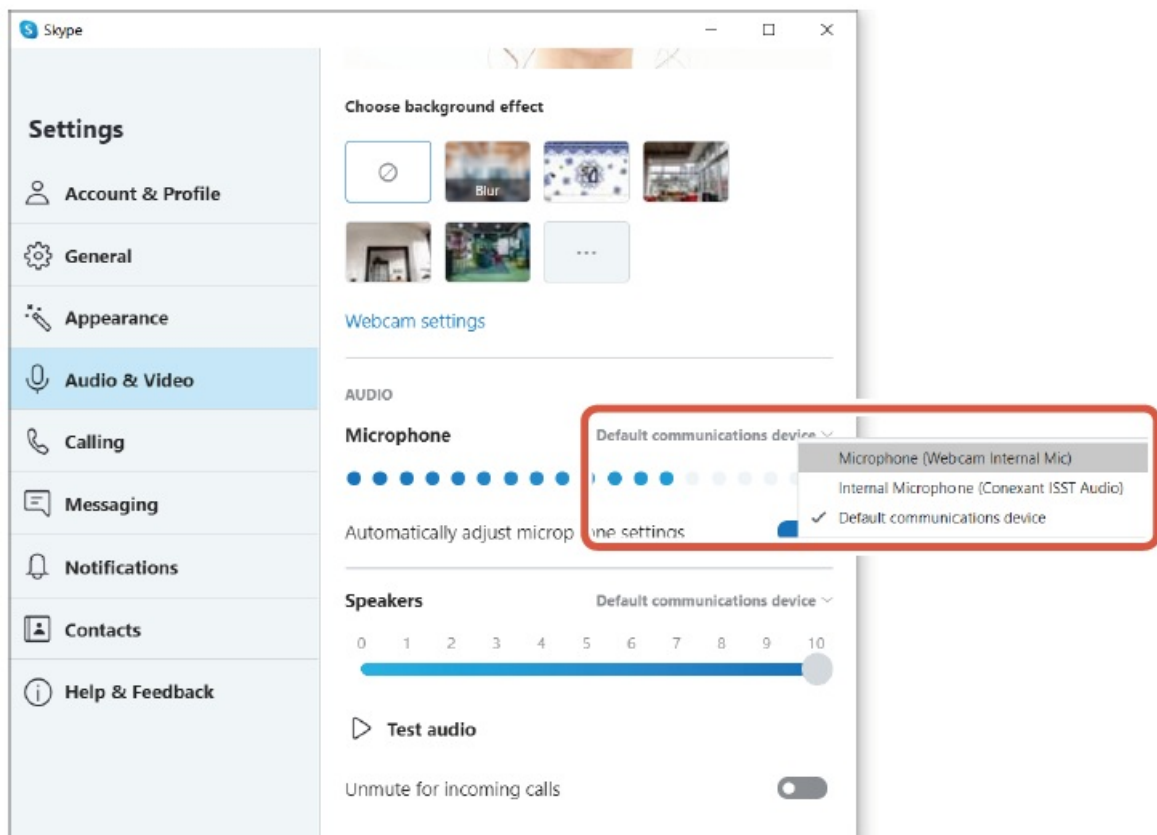 Skype
Settings
Account & Profile
General
Appearance
Audio & Video
Calling
Messaging
Notifications
Contacts
Help & Feedback
Choose background effect
Blur
Webcam settings
AUDIO
Microphone
Default communications device
Microphone (Webcam Internal Mic)
Internal Microphone (Conexant ISST Audio)
Default communications device
Automatically adjust microp one settings
Speakers
Default communications device
0 1 2 3 4 5 6 7 8 9 10
Test audio
Unmute for incoming calls